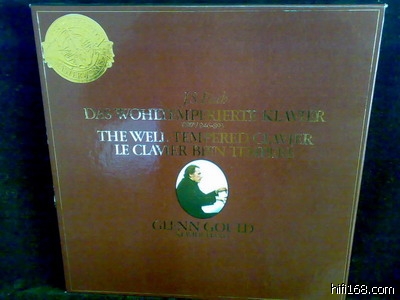 J.S. Bach
DAS WOHLTEMPERIERTE KLAVIER
THE WELL-TEMPERED CLAVIER
LE CLAVIER BIEN TEMPÉRÉ
GLENN GOULD
hifi168.com